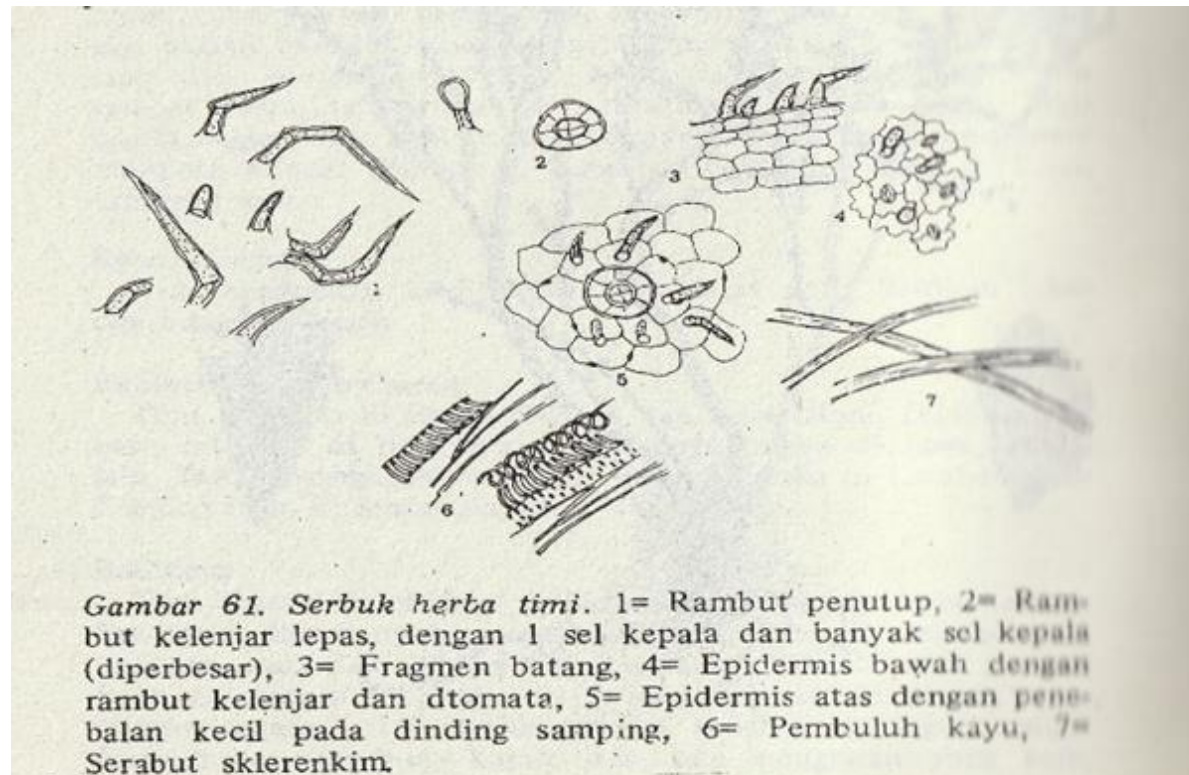 1
2
3
4
5
6
7
Gambar 61. Serbuk herba timi. 1= Rambut penutup, 2= Ram-
but kelenjar lepas, dengan 1 sel kepala dan banyak sel kepala
(diperbesar), 3= Fragmen batang, 4= Epidermis bawah dengan
rambut kelenjar dan dtomata, 5= Epidermis atas dengan pene-
balan kecil pada dinding samping, 6= Pembuluh kayu, 7=
Serabut sklerenkim.